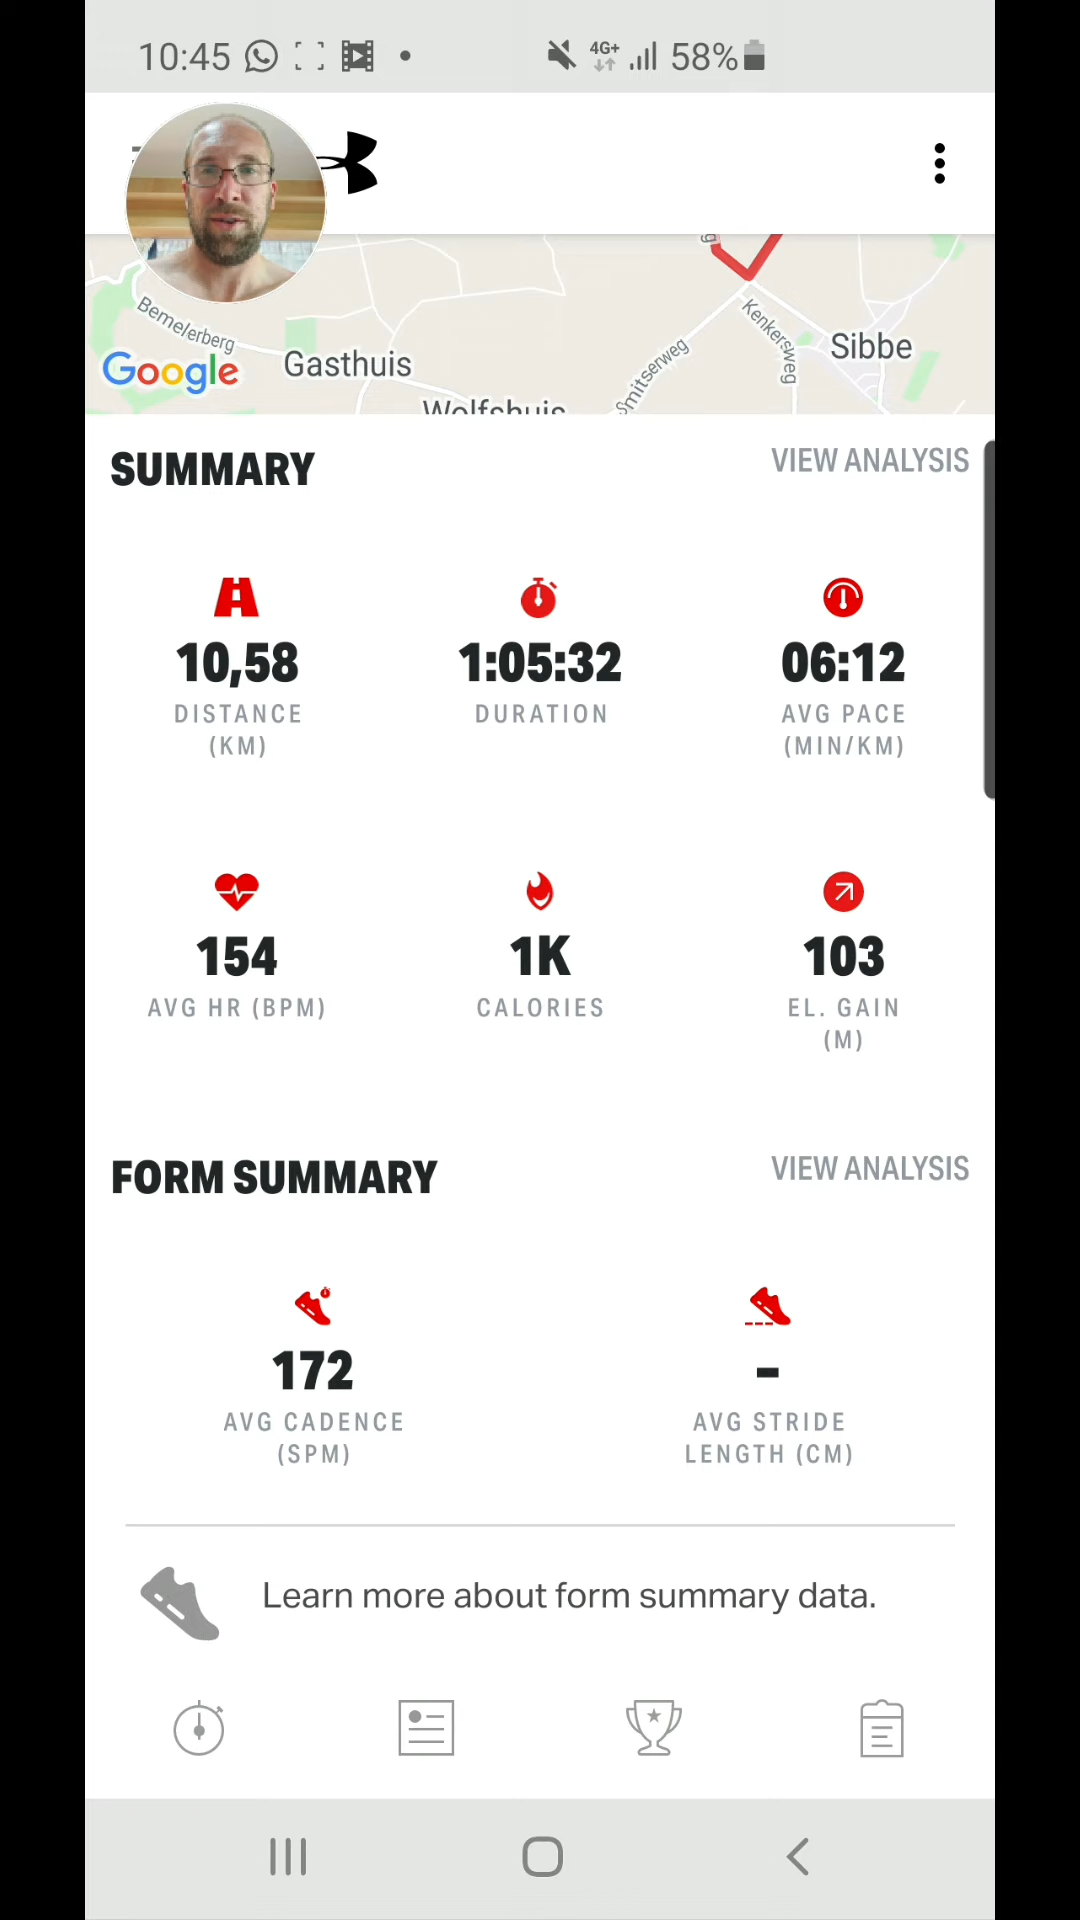 10:45
4G+
58%
Bemelerberg
Google
Gasthuis
Smitserweg
Kenkersweg
Sibbe
SUMMARY
VIEW ANALYSIS
10,58
1:05:32
06:12
DISTANCE
(KM)
DURATION
AVG PACE
(MIN/KM)
154
1K
103
AVG HR (BPM)
CALORIES
EL. GAIN
(M)
FORM SUMMARY
VIEW ANALYSIS
172
-
AVG CADENCE
(SPM)
AVG STRIDE
LENGTH (CM)
Learn more about form summary data.